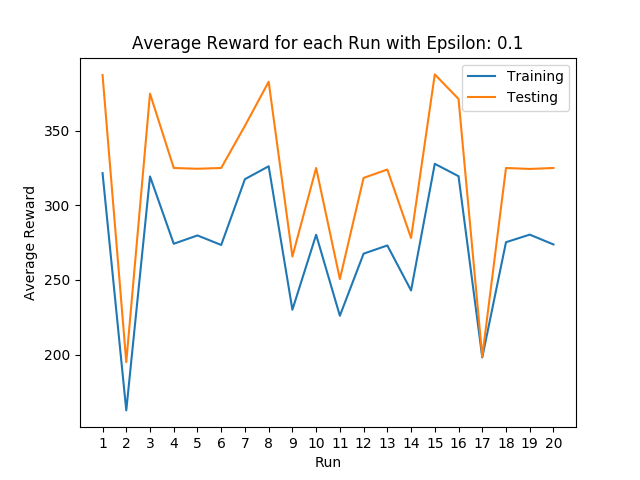 Average Reward for each Run with Epsilon: 0.1
Training
Testing
350
300
250
200
Average Reward
1 2 3 4 5 6 7 8 9 10 11 12 13 14 15 16 17 18 19 20
Run